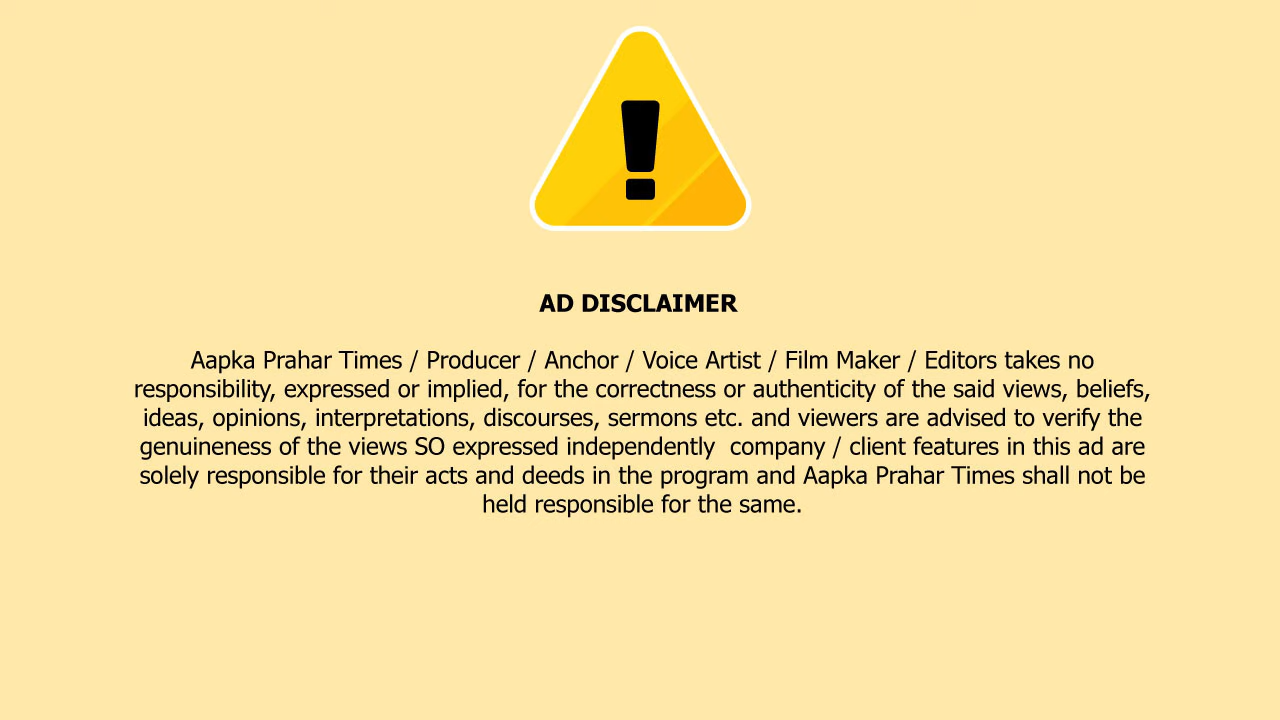 AD DISCLAIMER
Aapka Prahar Times / Producer / Anchor / Voice Artist / Film Maker / Editors takes no
responsibility, expressed or implied, for the correctness or authenticity of the said views, beliefs,
ideas, opinions, interpretations, discourses, sermons etc. and viewers are advised to verify the
genuineness of the views SO expressed independently  company / client features in this ad are
solely responsible for their acts and deeds in the program and Aapka Prahar Times shall not be
held responsible for the same.